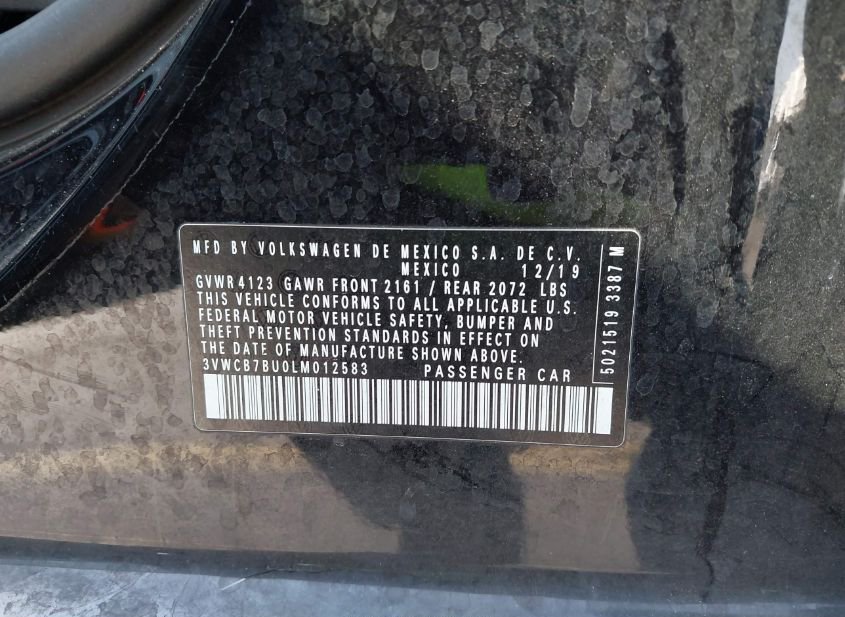 MFD BY VOLKSWAGEN DE MEXICO S.A. DE C.V.
MEXICO 12/19
GVWR 4123 GAWR FRONT 2161 / REAR 2072 LBS
THIS VEHICLE CONFORMS TO ALL APPLICABLE U.S.
FEDERAL MOTOR VEHICLE SAFETY, BUMPER AND
THEFT PREVENTION STANDARDS IN EFFECT ON
THE DATE OF MANUFACTURE SHOWN ABOVE.
3VWCB7BU0LM012583 PASSENGER CAR
5021519 3387 M